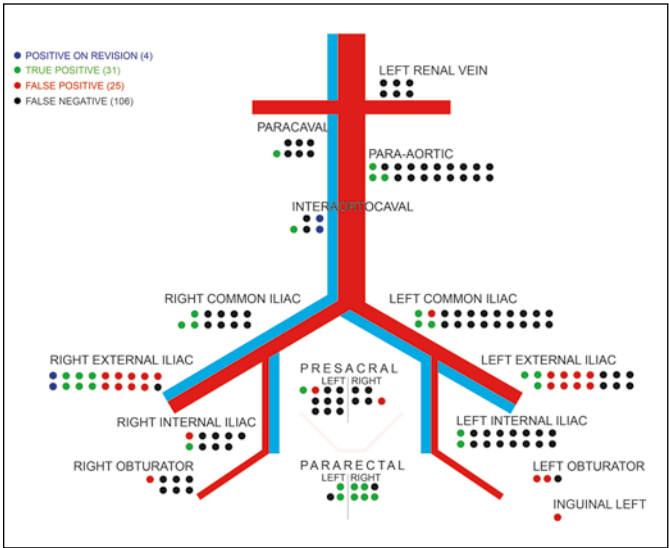 POSITIVE ON REVISION (4)
TRUE POSITIVE (31)
FALSE POSITIVE (25)
FALSE NEGATIVE (106)
LEFT RENAL VEIN
PARACAVAL
PARA-AORTIC
INTERAORTOCAVAL
RIGHT COMMON ILIAC
LEFT COMMON ILIAC
RIGHT EXTERNAL ILIAC
PRESACRAL
LEFT RIGHT
LEFT EXTERNAL ILIAC
RIGHT INTERNAL ILIAC
LEFT INTERNAL ILIAC
RIGHT OBTURATOR
PARARECTAL
LEFT RIGHT
LEFT OBTURATOR
INGUINAL LEFT